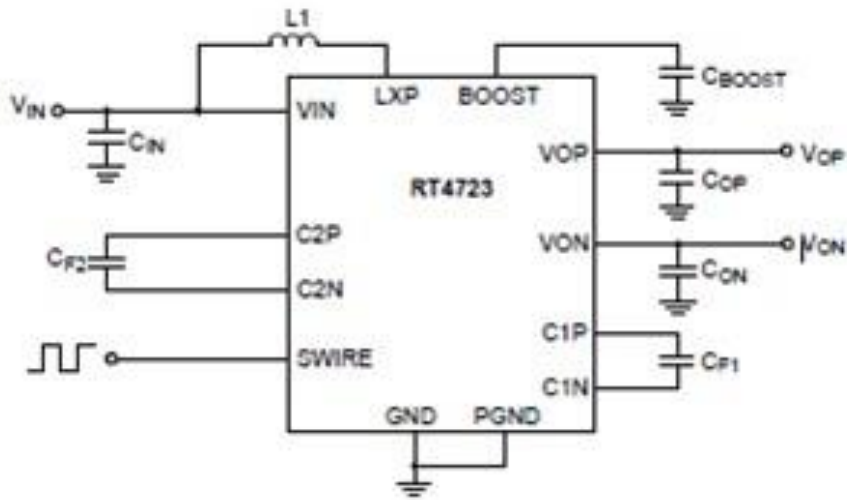 L1
LXP BOOST
CBOOST
VIN
VIN
CIN
VOP
VOP
COP
RT4723
C2P
CF2
C2N
VON
VON
CON
C1P
CF1
C1N
SWIRE
GND PGND